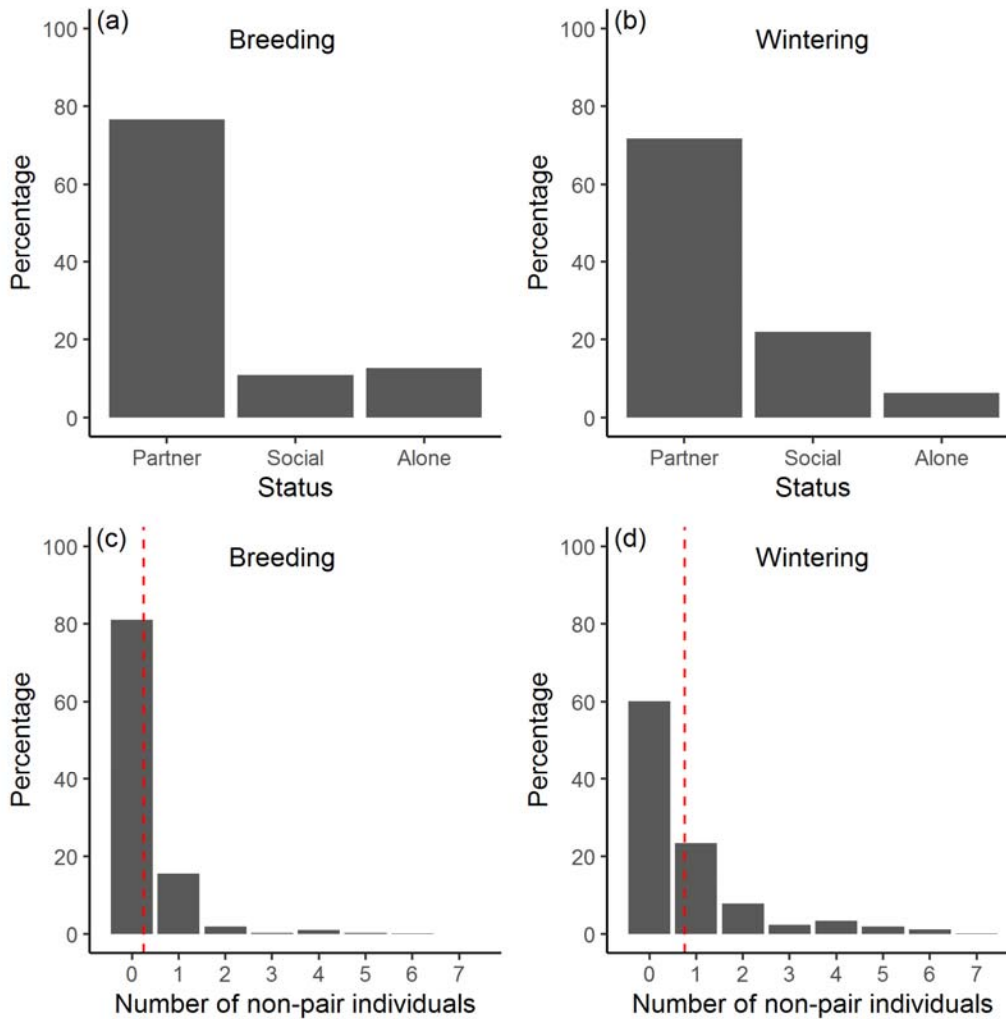 (a)
Breeding
100
80
60
40
20
0
Percentage
Partner Social Alone
Status
(b)
Wintering
100
80
60
40
20
0
Percentage
Partner Social Alone
Status
(c)
Breeding
100
80
60
40
20
0
Percentage
0 1 2 3 4 5 6 7
Number of non-pair individuals
(d)
Wintering
100
80
60
40
20
0
Percentage
0 1 2 3 4 5 6 7
Number of non-pair individuals